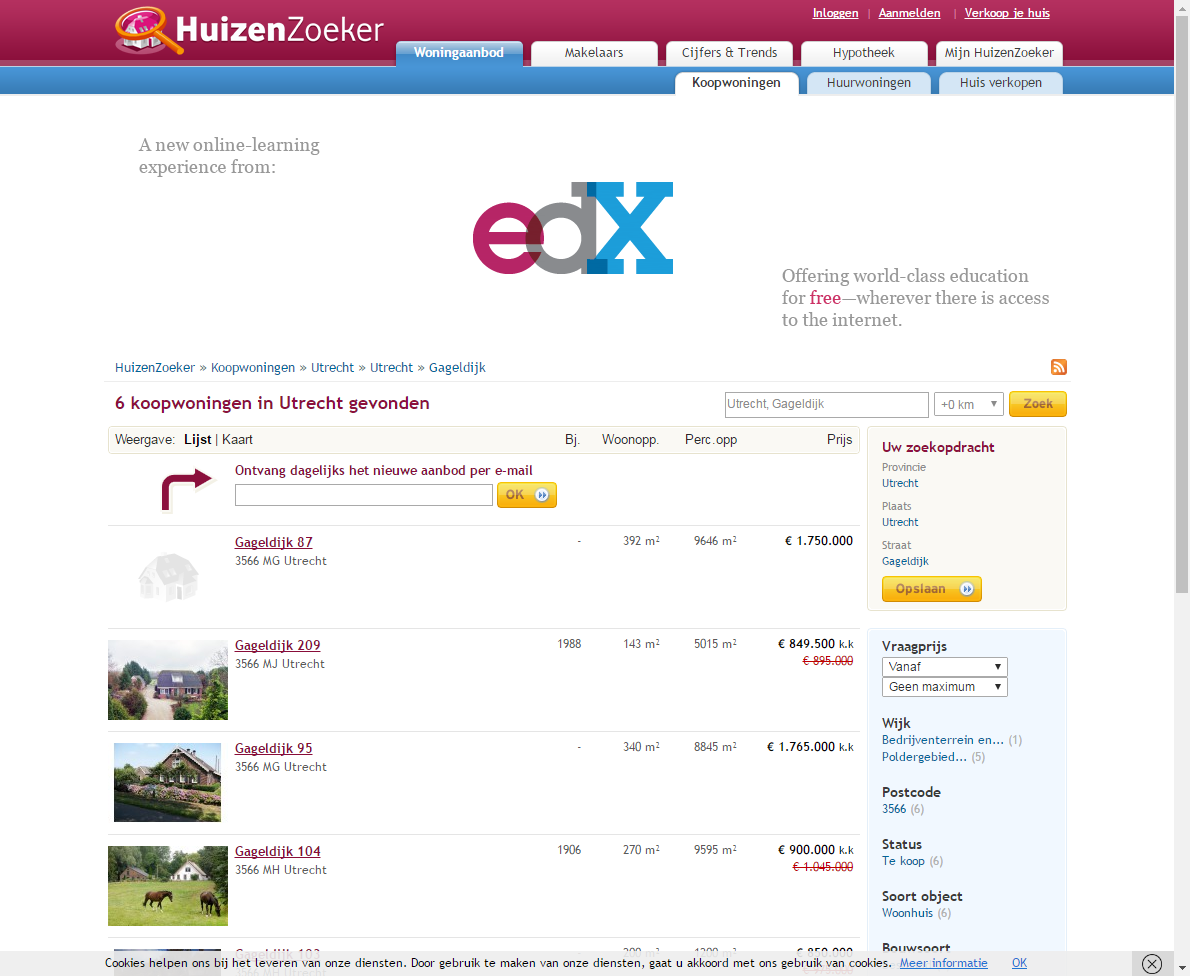 Inloggen | Aanmelden | Verkoop je huis
HuizenZoeker
Woningaanbod Makelaars Cijfers & Trends Hypotheek Mijn HuizenZoeker
Koopwoningen Huurwoningen Huis verkopen
A new online-learning
experience from:
edX
Offering world-class education
for free—wherever there is access
to the internet.
HuizenZoeker » Koopwoningen » Utrecht » Utrecht » Gageldijk
6 koopwoningen in Utrecht gevonden
Utrecht, Gageldijk +0 km Zoek
Weergave: Lijst | Kaart Bj. Woonopp. Perc.opp Prijs
Ontvang dagelijks het nieuwe aanbod per e-mail
OK
Gageldijk 87 - 392 m² 9646 m² € 1.750.000
3566 MG Utrecht
Gageldijk 209 1988 143 m² 5015 m² € 849.500 k.k
3566 MJ Utrecht € 895.000
Gageldijk 95 - 340 m² 8845 m² € 1.765.000 k.k
3566 MG Utrecht
Gageldijk 104 1906 270 m² 9595 m² € 900.000 k.k
3566 MH Utrecht € 1.045.000
Uw zoekopdracht
Provincie
Utrecht
Plaats
Utrecht
Straat
Gageldijk
Opslaan
Vraagprijs
Vanaf
Geen maximum
Wijk
Bedrijventerrein en... (1)
Poldergebied... (5)
Postcode
3566 (6)
Status
Te koop (6)
Soort object
Woonhuis (6)
Bouwsoort
Cookies helpen ons bij het leveren van onze diensten. Door gebruik te maken van onze diensten, gaat u akkoord met ons gebruik van cookies. Meer informatie OK